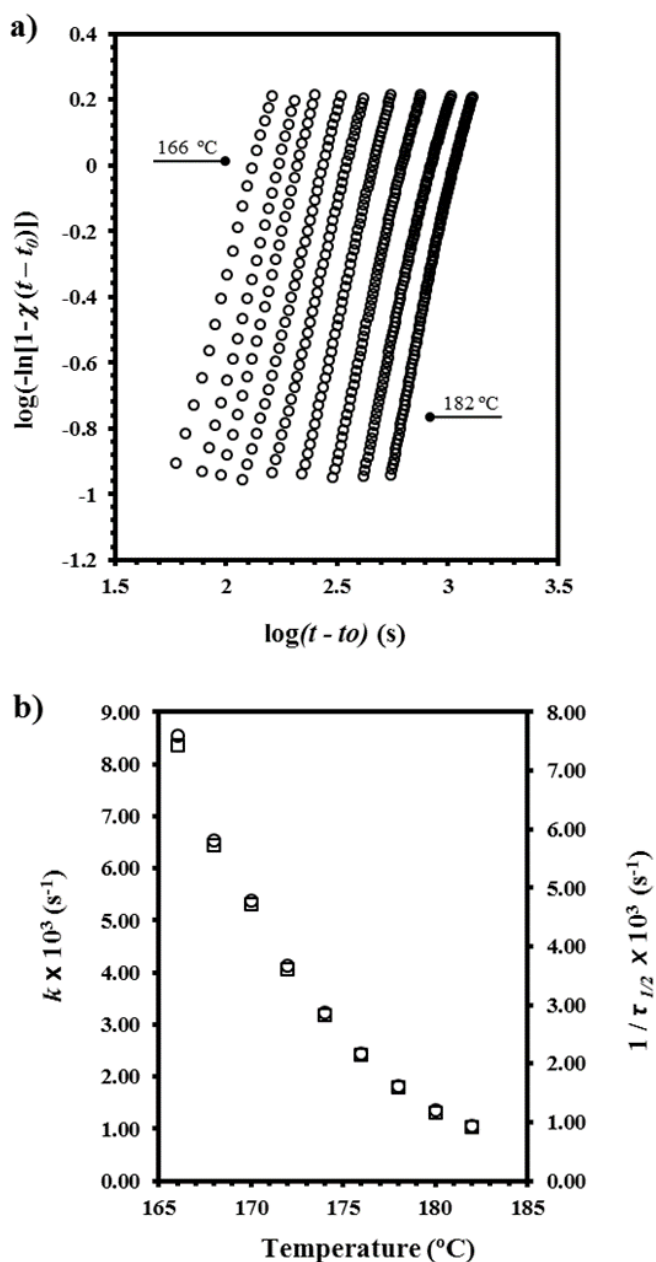 a)
0.4
0.2
0
-0.2
-0.4
-0.6
-0.8
-1
-1.2
log(-ln[1-χ (t – t0)])
166 ºC
182 ºC
1.5 2 2.5 3 3.5
log(t - to) (s)
b)
9.00
8.00
7.00
6.00
5.00
4.00
3.00
2.00
1.00
0.00
k x 10³ (s⁻¹)
8.00
7.00
6.00
5.00
4.00
3.00
2.00
1.00
0.00
1 / τ 1/2 x 10³ (s⁻¹)
165 170 175 180 185
Temperature (ºC)